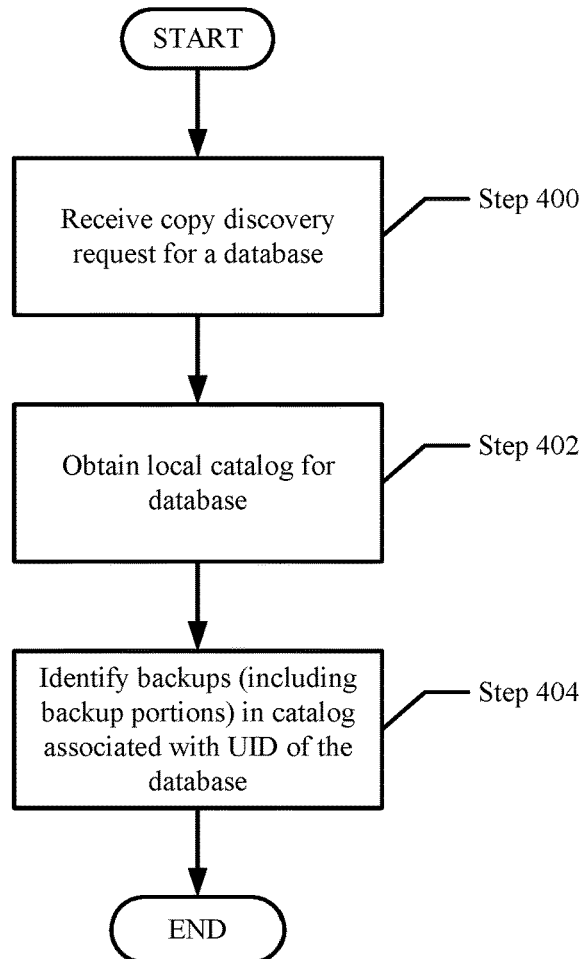 START
Receive copy discovery
request for a database
Step 400
Obtain local catalog for
database
Step 402
Identify backups (including
backup portions) in catalog
associated with UID of the
database
Step 404
END